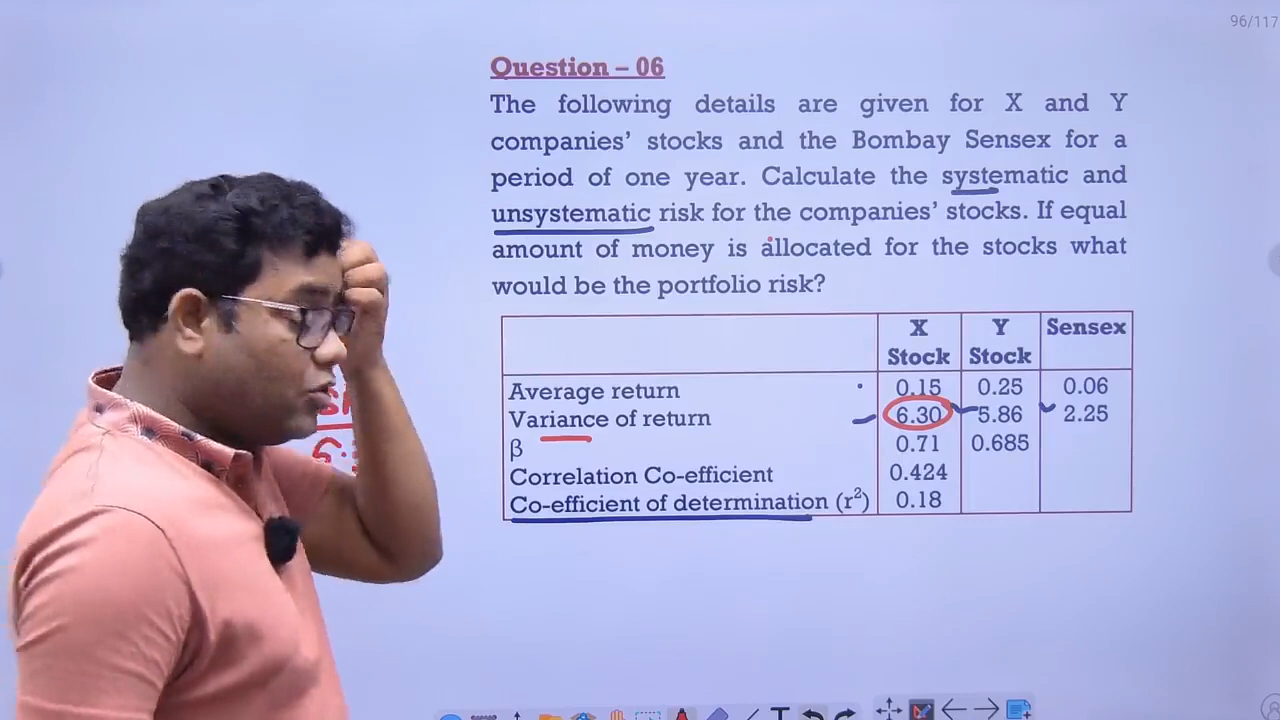 96/117
Question – 06
The following details are given for X and Y
companies’ stocks and the Bombay Sensex for a
period of one year. Calculate the systematic and
unsystematic risk for the companies’ stocks. If equal
amount of money is allocated for the stocks what
would be the portfolio risk?
X Stock Y Stock Sensex
Average return 0.15 0.25 0.06
Variance of return 6.30 5.86 2.25
β 0.71 0.685
Correlation Co-efficient 0.424
Co-efficient of determination (r²) 0.18